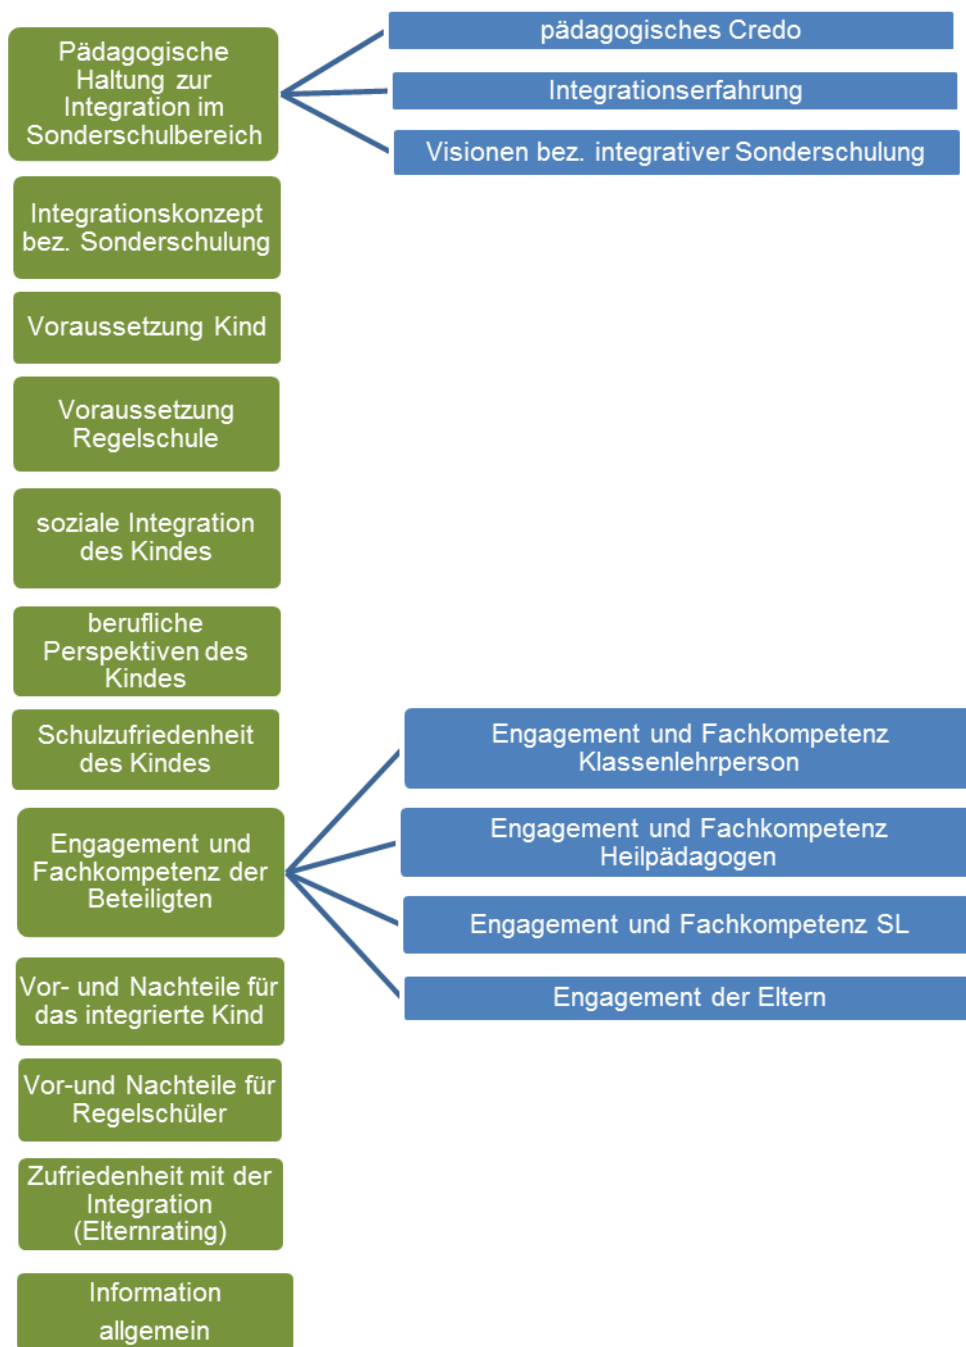 Pädagogische
Haltung zur
Integration im
Sonderschulbereich
pädagogisches Credo
Integrationserfahrung
Visionen bez. integrativer Sonderschulung
Integrationskonzept
bez. Sonderschulung
Voraussetzung Kind
Voraussetzung
Regelschule
soziale Integration
des Kindes
berufliche
Perspektiven des
Kindes
Schulzufriedenheit
des Kindes
Engagement und
Fachkompetenz der
Beteiligten
Engagement und Fachkompetenz
Klassenlehrperson
Engagement und Fachkompetenz
Heilpädagogen
Engagement und Fachkompetenz SL
Engagement der Eltern
Vor- und Nachteile für
das integrierte Kind
Vor-und Nachteile für
Regelschüler
Zufriedenheit mit der
Integration
(Elternrating)
Information
allgemein